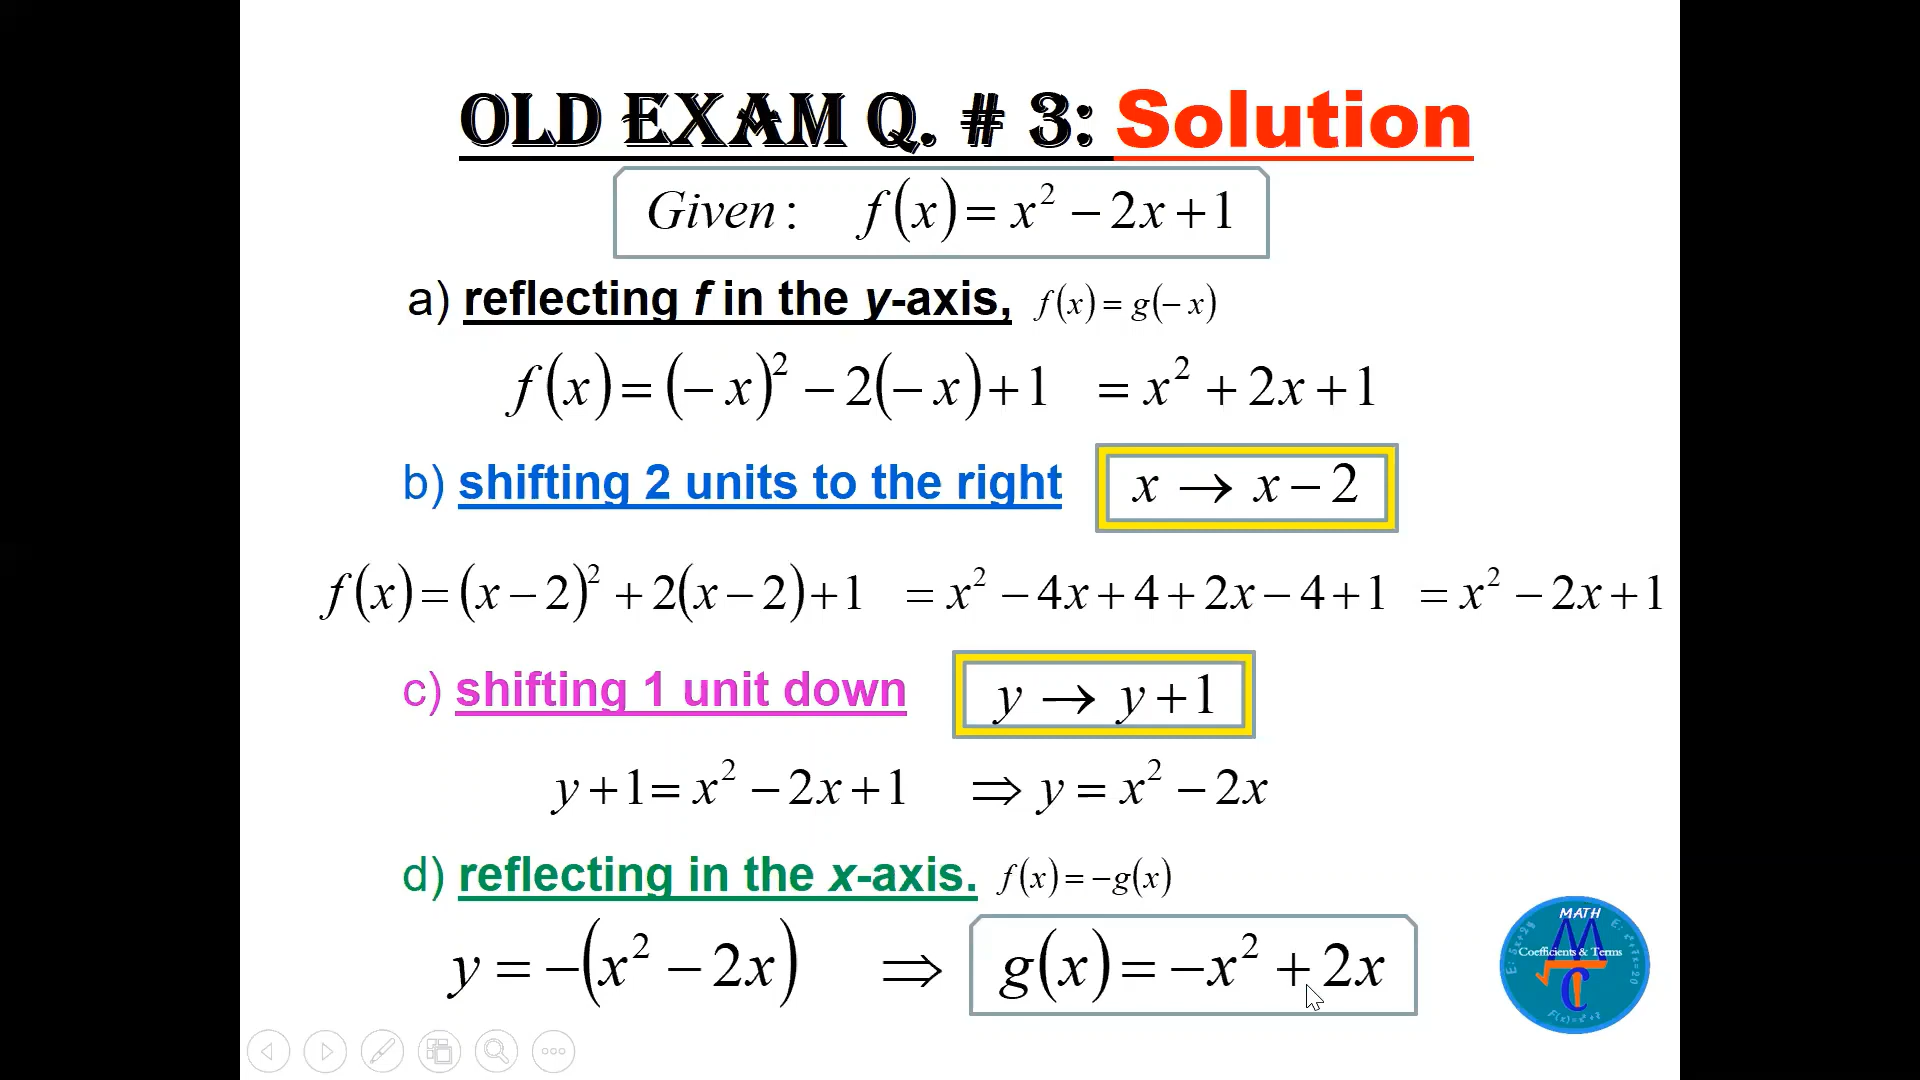 OLD EXAM Q. # 3: Solution
Given : f(x) = x² − 2x + 1
a) reflecting f in the y-axis, f(x) = g(− x)
f(x) = (− x)² − 2(− x) + 1 = x² + 2x + 1
b) shifting 2 units to the right x → x − 2
f(x) = (x − 2)² + 2(x − 2) + 1 = x² − 4x + 4 + 2x − 4 + 1 = x² − 2x + 1
c) shifting 1 unit down y → y + 1
y + 1 = x² − 2x + 1 ⇒ y = x² − 2x
d) reflecting in the x-axis. f(x) = −g(x)
y = −(x² − 2x) ⇒ g(x) = −x² + 2x
MATH
Coefficients & Terms